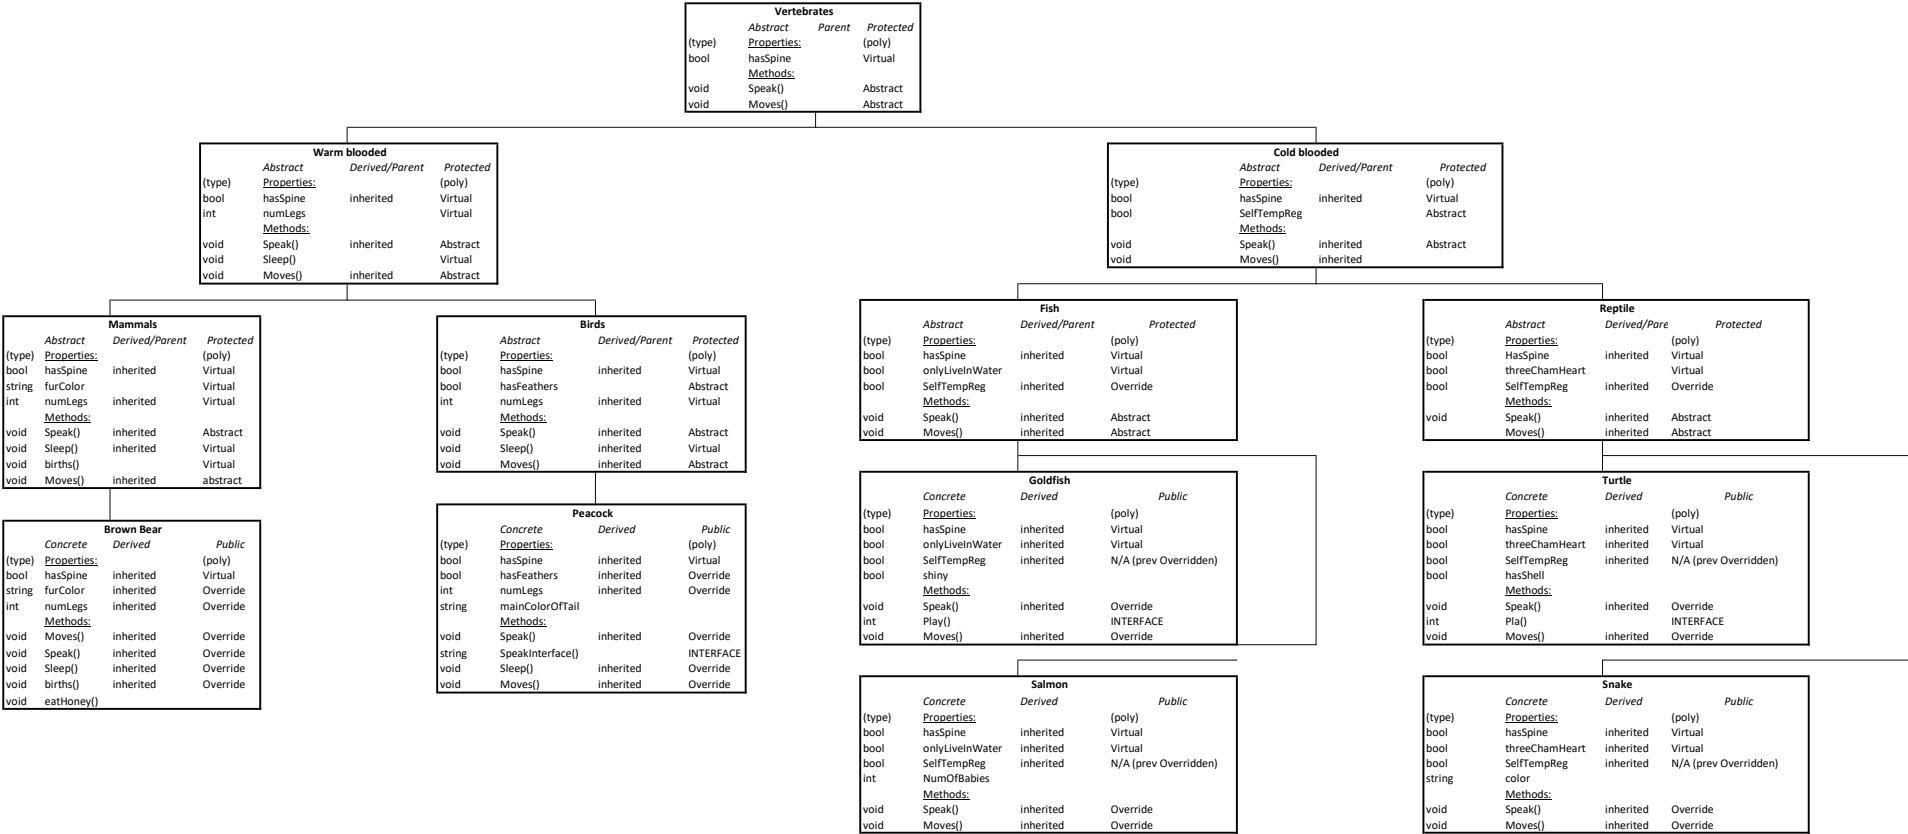 Vertebrates
Abstract Parent Protected
(type) Properties: (poly)
bool hasSpine Virtual
Methods:
void Speak() Abstract
void Moves() Abstract
Warm blooded
Abstract Derived/Parent Protected
(type) Properties: (poly)
bool hasSpine inherited Virtual
int numLegs Virtual
Methods:
void Speak() inherited Abstract
void Sleep() Virtual
void Moves() inherited Abstract
Cold blooded
Abstract Derived/Parent Protected
(type) Properties: (poly)
bool hasSpine inherited Virtual
bool SelfTempReg Abstract
Methods:
void Speak() inherited Abstract
void Moves() inherited
Mammals
Abstract Derived/Parent Protected
(type) Properties: (poly)
bool hasSpine inherited Virtual
string furColor Virtual
int numLegs inherited Virtual
Methods:
void Speak() inherited Abstract
void Sleep() inherited Virtual
void births() Virtual
void Moves() inherited abstract
Birds
Abstract Derived/Parent Protected
(type) Properties: (poly)
bool hasSpine inherited Virtual
bool hasFeathers Abstract
int numLegs inherited Virtual
Methods:
void Speak() inherited Abstract
void Sleep() inherited Virtual
void Moves() inherited Abstract
Fish
Abstract Derived/Parent Protected
(type) Properties: (poly)
bool hasSpine inherited Virtual
bool onlyLiveInWater Virtual
bool SelfTempReg inherited Override
Methods:
void Speak() inherited Abstract
void Moves() inherited Abstract
Reptile
Abstract Derived/Pare Protected
(type) Properties: (poly)
bool HasSpine inherited Virtual
bool threeChamHeart Virtual
bool SelfTempReg inherited Override
Methods:
void Speak() inherited Abstract
Moves() inherited Abstract
Brown Bear
Concrete Derived Public
(type) Properties: (poly)
bool hasSpine inherited Virtual
string furColor inherited Override
int numLegs inherited Override
Methods:
void Moves() inherited Override
void Speak() inherited Override
void Sleep() inherited Override
void births() inherited Override
void eatHoney()
Peacock
Concrete Derived Public
(type) Properties: (poly)
bool hasSpine inherited Virtual
bool hasFeathers inherited Override
int numLegs inherited Override
string mainColorOfTail
Methods:
void Speak() inherited Override
string SpeakInterface() INTERFACE
void Sleep() inherited Override
void Moves() inherited Override
Goldfish
Concrete Derived Public
(type) Properties: (poly)
bool hasSpine inherited Virtual
bool onlyLiveInWater inherited Virtual
bool SelfTempReg inherited N/A (prev Overridden)
bool shiny
Methods:
void Speak() inherited Override
int Play() INTERFACE
void Moves() inherited Override
Turtle
Concrete Derived Public
(type) Properties: (poly)
bool hasSpine inherited Virtual
bool threeChamHeart inherited Virtual
bool SelfTempReg inherited N/A (prev Overridden)
bool hasShell
Methods:
void Speak() inherited Override
int Pla() INTERFACE
void Moves() inherited Override
Salmon
Concrete Derived Public
(type) Properties: (poly)
bool hasSpine inherited Virtual
bool onlyLiveInWater inherited Virtual
bool SelfTempReg inherited N/A (prev Overridden)
int NumOfBabies
Methods:
void Speak() inherited Override
void Moves() inherited Override
Snake
Concrete Derived Public
(type) Properties: (poly)
bool hasSpine inherited Virtual
bool threeChamHeart inherited Virtual
bool SelfTempReg inherited N/A (prev Overridden)
string color
Methods:
void Speak() inherited Override
void Moves() inherited Override